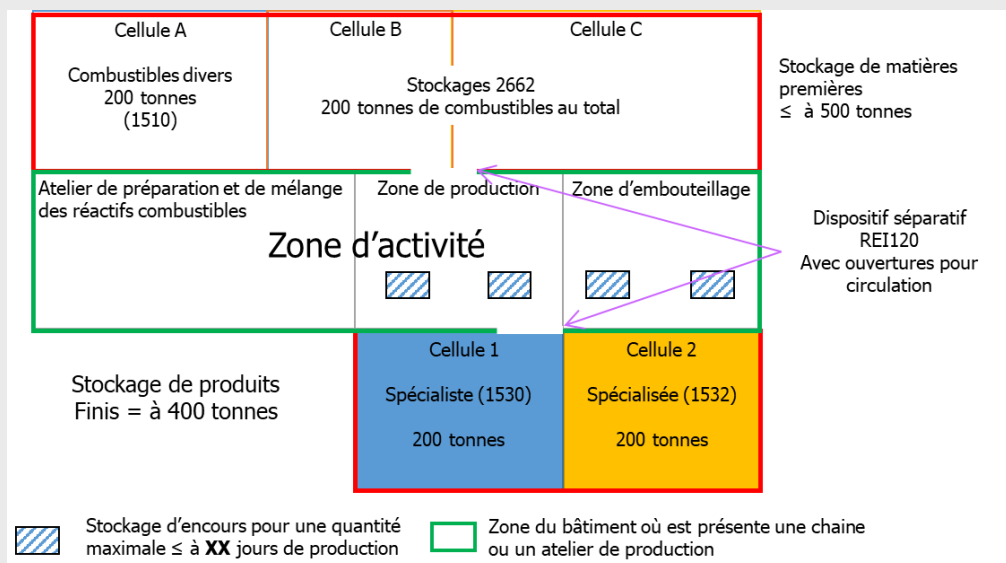 Cellule A
Cellule B
Cellule C
Combustibles divers
200 tonnes
(1510)
Stockages 2662
200 tonnes de combustibles au total
Stockage de matières
premières
≤ à 500 tonnes
Atelier de préparation et de mélange
des réactifs combustibles
Zone de production
Zone d'embouteillage
Zone d'activité
Dispositif séparatif
REI120
Avec ouvertures pour
circulation
Stockage de produits
Finis = à 400 tonnes
Cellule 1
Spécialiste (1530)
200 tonnes
Cellule 2
Spécialisée (1532)
200 tonnes
Stockage d'encours pour une quantité
maximale ≤ à XX jours de production
Zone du bâtiment où est présente une chaine
ou un atelier de production